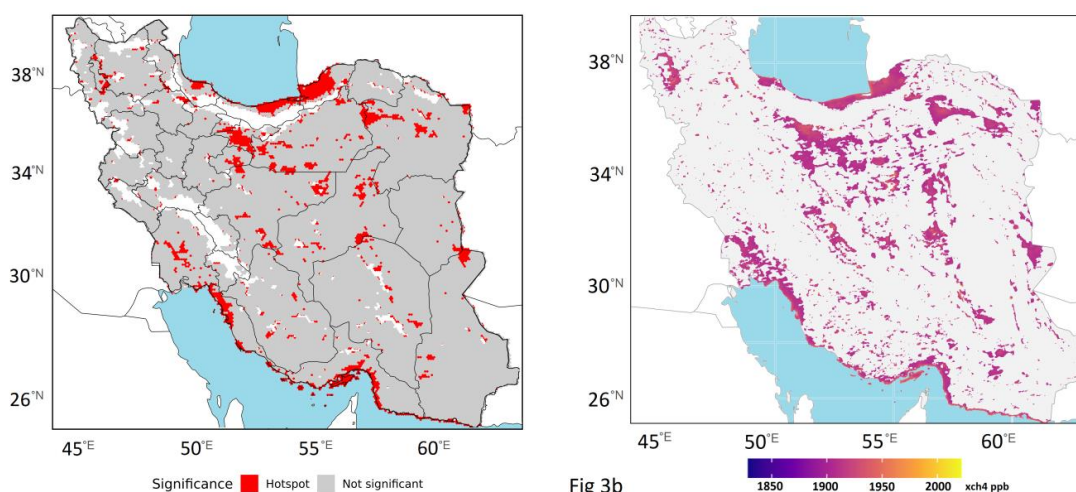 38°N
34°N
30°N
26°N
45°E 50°E 55°E 60°E
Significance Hotspot Not significant
38°N
34°N
30°N
26°N
45°E 50°E 55°E 60°E
Fig 3b
1850 1900 1950 2000 xch4 ppb